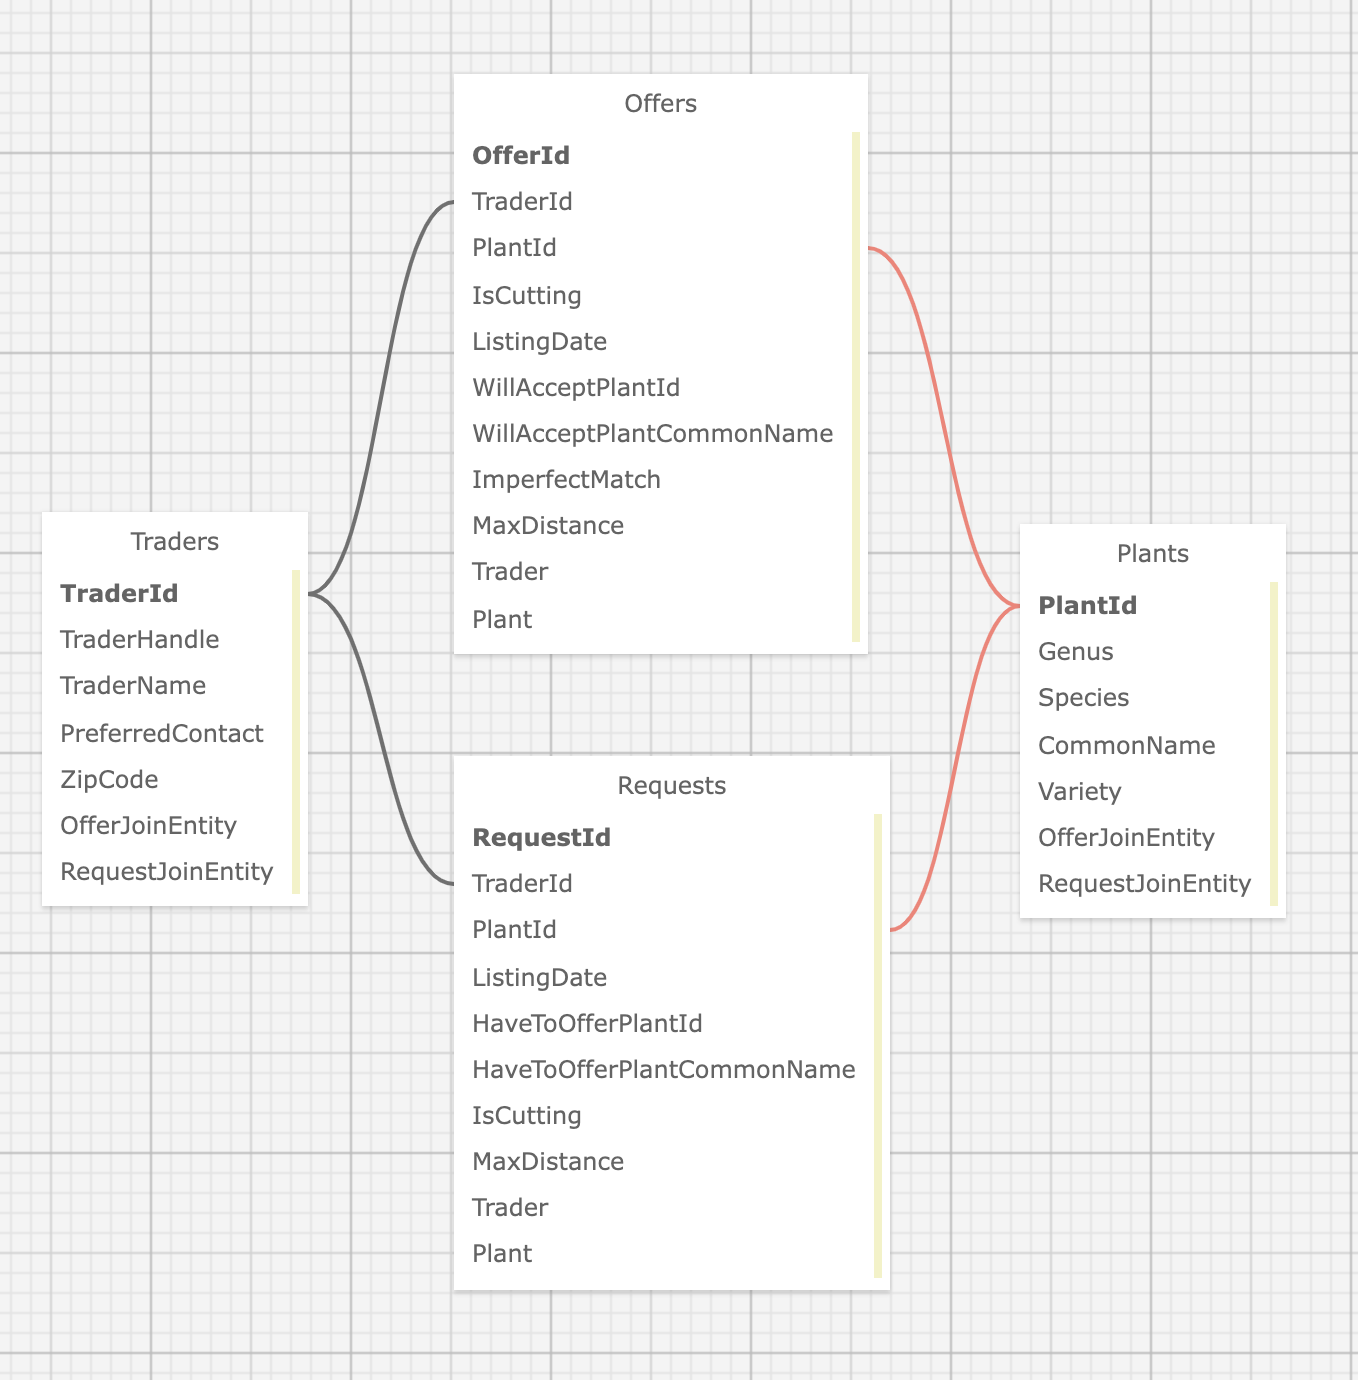 Offers
OfferId
TraderId
PlantId
IsCutting
ListingDate
WillAcceptPlantId
WillAcceptPlantCommonName
ImperfectMatch
MaxDistance
Trader
Plant
Traders
TraderId
TraderHandle
TraderName
PreferredContact
ZipCode
OfferJoinEntity
RequestJoinEntity
Plants
PlantId
Genus
Species
CommonName
Variety
OfferJoinEntity
RequestJoinEntity
Requests
RequestId
TraderId
PlantId
ListingDate
HaveToOfferPlantId
HaveToOfferPlantCommonName
IsCutting
MaxDistance
Trader
Plant